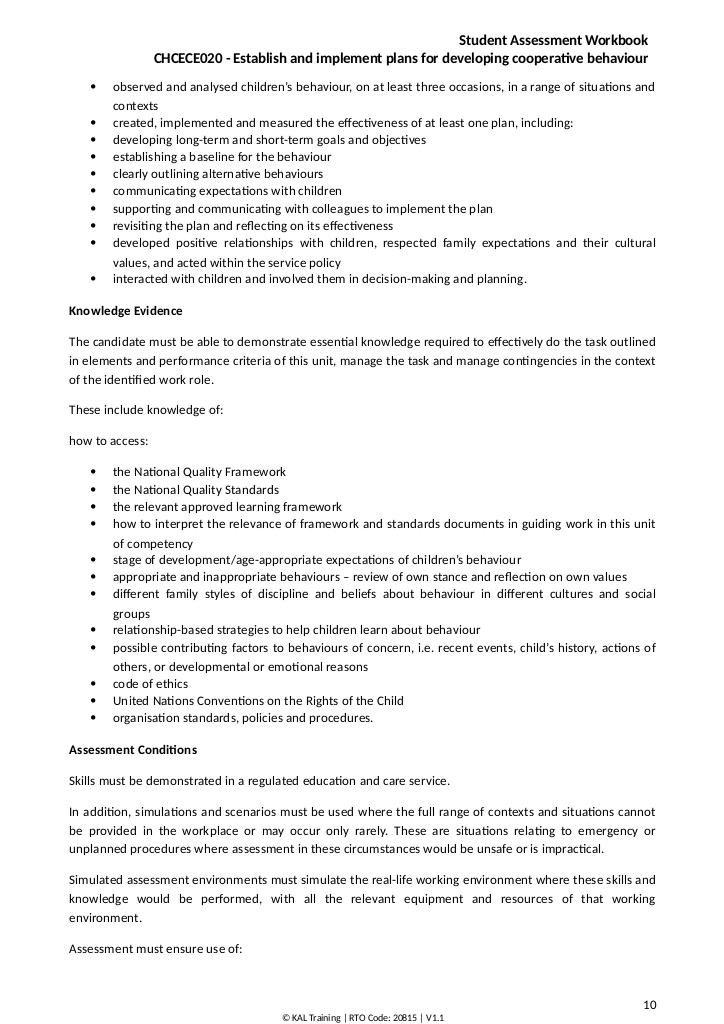 Student Assessment Workbook
CHCECE020 - Establish and implement plans for developing cooperative behaviour
• observed and analysed children's behaviour, on at least three occasions, in a range of situations and
contexts
• created, implemented and measured the effectiveness of at least one plan, including:
• developing long-term and short-term goals and objectives
• establishing a baseline for the behaviour
• clearly outlining alternative behaviours
• communicating expectations with children
• supporting and communicating with colleagues to implement the plan
• revisiting the plan and reflecting on its effectiveness
• developed positive relationships with children, respected family expectations and their cultural
values, and acted within the service policy
• interacted with children and involved them in decision-making and planning.
Knowledge Evidence
The candidate must be able to demonstrate essential knowledge required to effectively do the task outlined
in elements and performance criteria of this unit, manage the task and manage contingencies in the context
of the identified work role.
These include knowledge of:
how to access:
• the National Quality Framework
• the National Quality Standards
• the relevant approved learning framework
• how to interpret the relevance of framework and standards documents in guiding work in this unit
of competency
• stage of development/age-appropriate expectations of children's behaviour
• appropriate and inappropriate behaviours – review of own stance and reflection on own values
• different family styles of discipline and beliefs about behaviour in different cultures and social
groups
• relationship-based strategies to help children learn about behaviour
• possible contributing factors to behaviours of concern, i.e. recent events, child's history, actions of
others, or developmental or emotional reasons
• code of ethics
• United Nations Conventions on the Rights of the Child
• organisation standards, policies and procedures.
Assessment Conditions
Skills must be demonstrated in a regulated education and care service.
In addition, simulations and scenarios must be used where the full range of contexts and situations cannot
be provided in the workplace or may occur only rarely. These are situations relating to emergency or
unplanned procedures where assessment in these circumstances would be unsafe or is impractical.
Simulated assessment environments must simulate the real-life working environment where these skills and
knowledge would be performed, with all the relevant equipment and resources of that working
environment.
Assessment must ensure use of:
10
© KAL Training | RTO Code: 20815 | V1.1